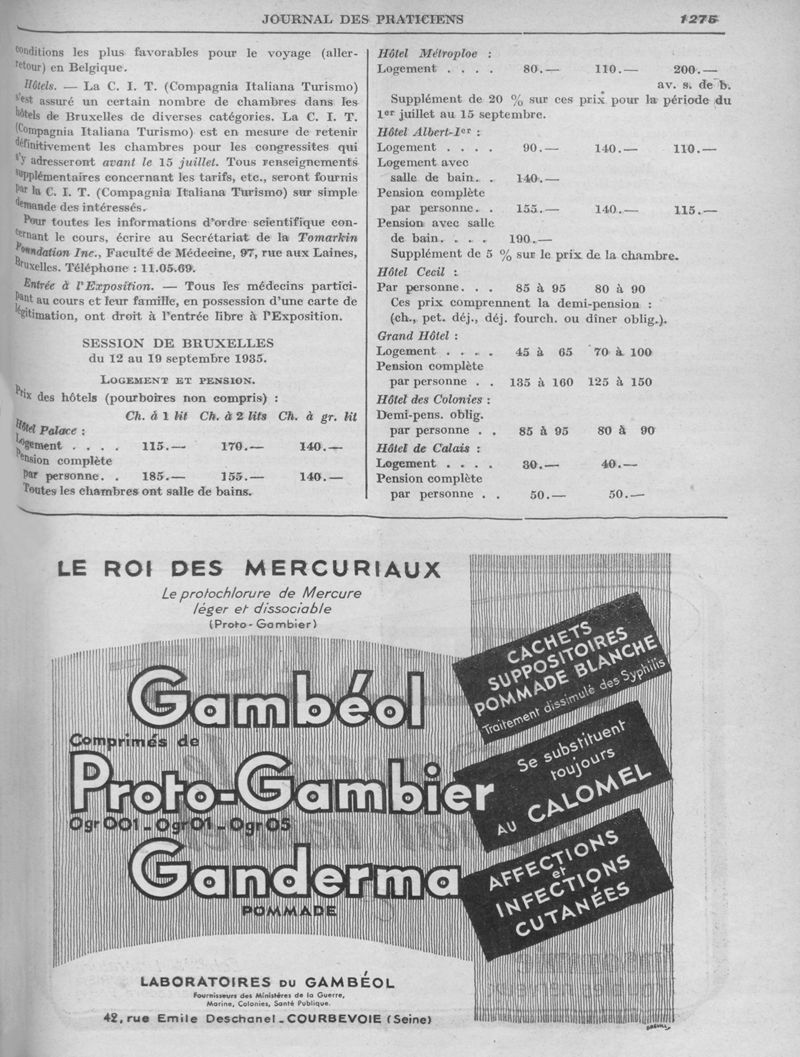 JOURNAL DES PRATICIENS 1275
conditions les plus favorables pour le voyage (aller-
retour) en Belgique.
Hôtels. — La C. I. T. (Compagnia Italiana Turismo)
s'est assuré un certain nombre de chambres dans les
hôtels de Bruxelles de diverses catégories. La C. I. T.
(Compagnia Italiana Turismo) est en mesure de retenir
définitivement les chambres pour les congressites qui
s'y adresseront avant le 15 juillet. Tous renseignements
supplémentaires concernant les tarifs, etc., seront fournis
par la C. I. T. (Compagnia Italiana Turismo) sur simple
demande des intéressés.
Pour toutes les informations d'ordre scientifique con-
cernant le cours, écrire au Secrétariat de la Tomarkin
Foundation Inc., Faculté de Médecine, 97, rue aux Laines,
Bruxelles. Téléphone : 11.05.69.
Entrée à l'Exposition. — Tous les médecins partici-
pant au cours et leur famille, en possession d'une carte de
légitimation, ont droit à l'entrée libre à l'Exposition.
SESSION DE BRUXELLES
du 12 au 19 septembre 1935.
LOGEMENT ET PENSION.
Prix des hôtels (pourboires non compris) :
Ch. à 1 lit Ch. à 2 lits Ch. à gr. lit
Hôtel Palace :
Logement . . . . 115.— 170.— 140.—
Pension complète
par personne. . 185.— 155.— 140.—
Toutes les chambres ont salle de bains.
Hôtel Métroploe :
Logement . . . . 80.— 110.— 200.—
av. s. de b.
Supplément de 20 % sur ces prix pour la période du
1er juillet au 15 septembre.
Hôtel Albert-1er :
Logement . . . . 90.— 140.— 110.—
Logement avec
salle de bain. . 140.—
Pension complète
par personne. . 155.— 140.— 115.—
Pension avec salle
de bain. . . . 190.—
Supplément de 5 % sur le prix de la chambre.
Hôtel Cecil :
Par personne. . . 85 à 95 80 à 90
Ces prix comprennent la demi-pension :
(ch., pet. déj., déj. fourch. ou dîner oblig.).
Grand Hôtel :
Logement . . . . 45 à 65 70 à 100
Pension complète
par personne . . 135 à 160 125 à 150
Hôtel des Colonies :
Demi-pens. oblig.
par personne . . 85 à 95 80 à 90
Hôtel de Calais :
Logement . . . . 30.— 40.—
Pension complète
par personne . . 50.— 50.—
LE ROI DES MERCURIAUX
Le protochlorure de Mercure
léger et dissociable
(Proto-Gambier)
Gambéol
Comprimés de
Proto-Gambier
0gr001_0gr01_0gr05
Ganderma
POMMADE
CACHETS
SUPPOSITOIRES
POMMADE BLANCHE
Traitement dissimulé des Syphilis
Se substituent
toujours
AU CALOMEL
AFFECTIONS
et
INFECTIONS
CUTANÉES
LABORATOIRES DU GAMBÉOL
Fournisseurs des Ministères de la Guerre,
Marine, Colonies, Santé Publique.
42, rue Emile Deschanel_COURBEVOIE (Seine)